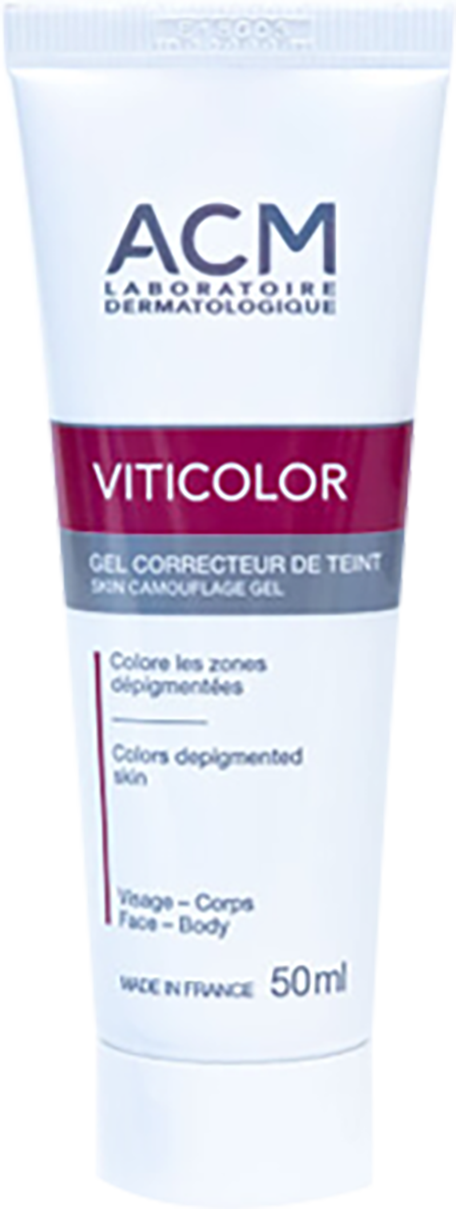 ACM
LABORATOIRE
DERMATOLOGIQUE
VITICOLOR
GEL CORRECTEUR DE TEINT
SKIN CAMOUFLAGE GEL
Colore les zones
dépigmentées
Colors depigmented
skin
Visage – Corps
Face – Body
MADE IN FRANCE 50ml